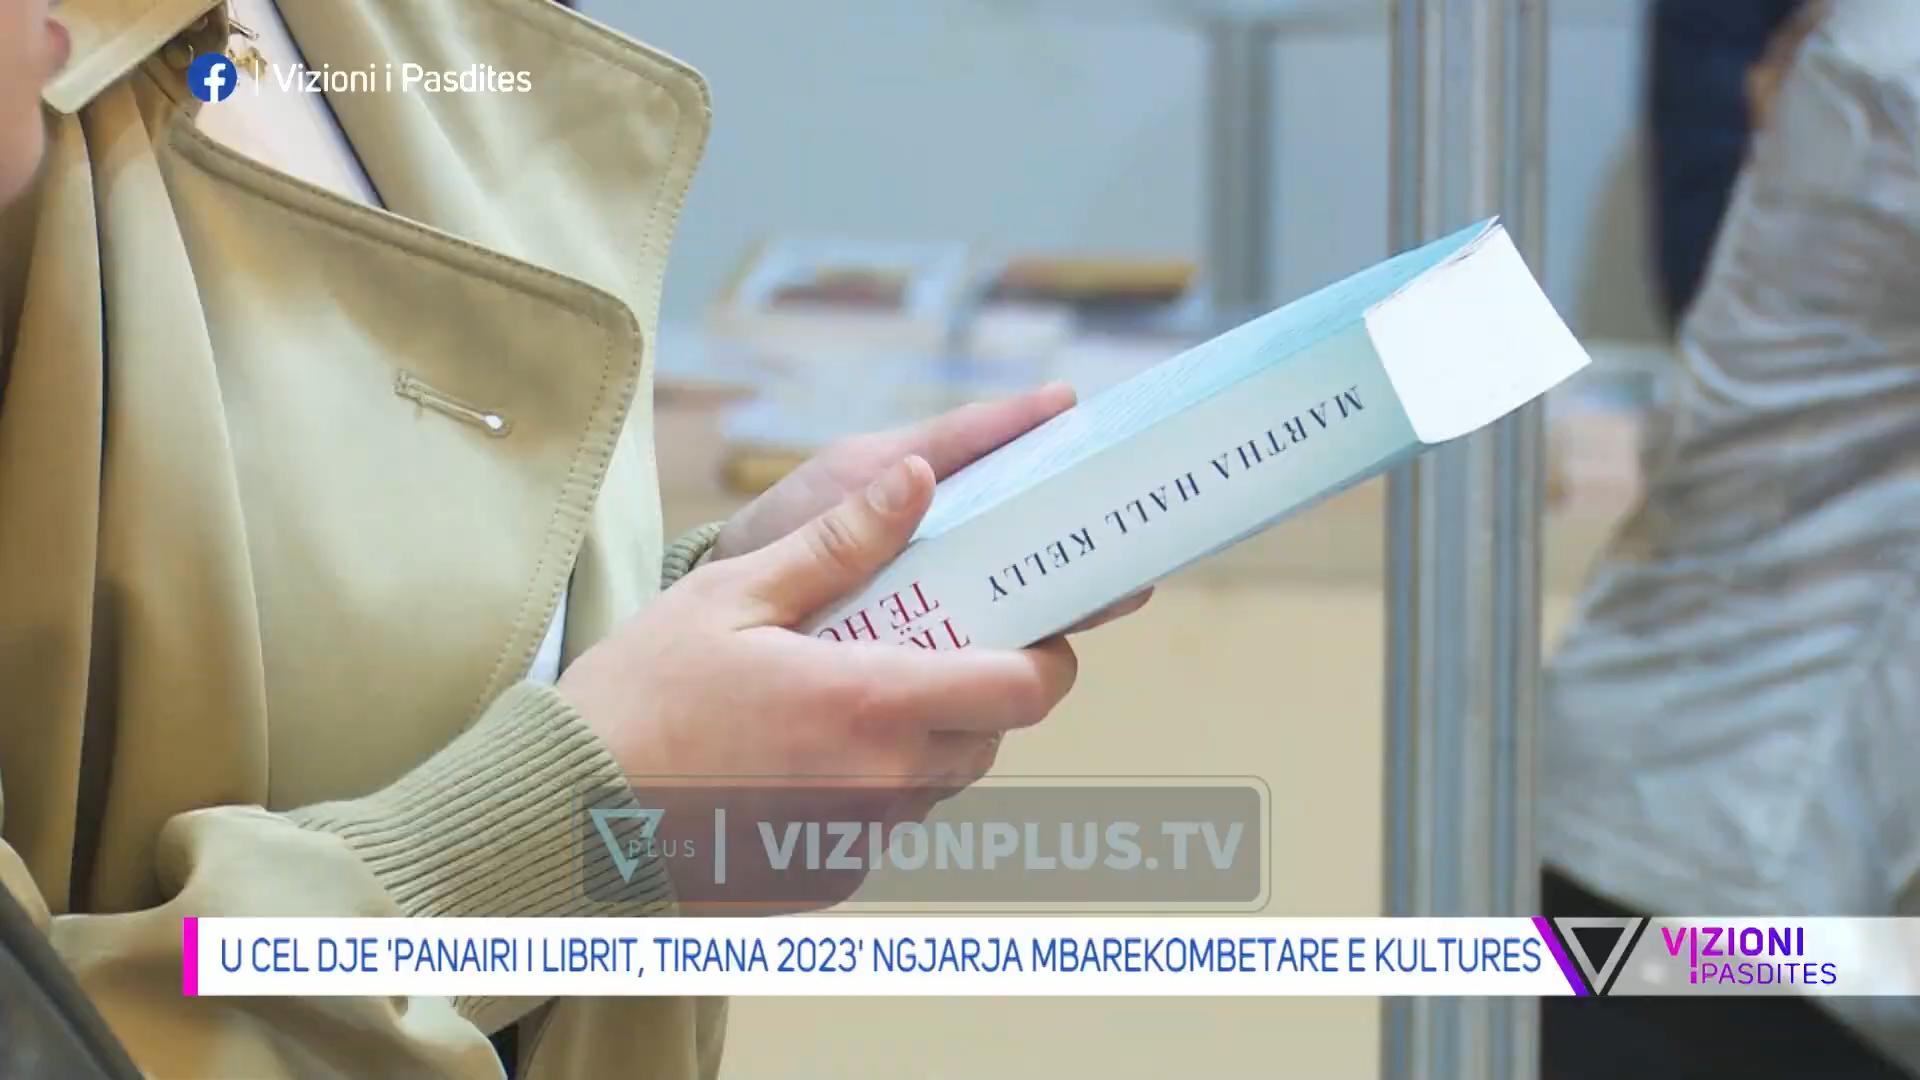 Vizioni i Pasdites
MARTHA HALL KELLY
TË
PLUS
VIZIONPLUS.TV
U CEL DJE 'PANAIRI I LIBRIT, TIRANA 2023' NGJARJA MBAREKOMBETARE E KULTURES
VIZIONI
i PASDITES